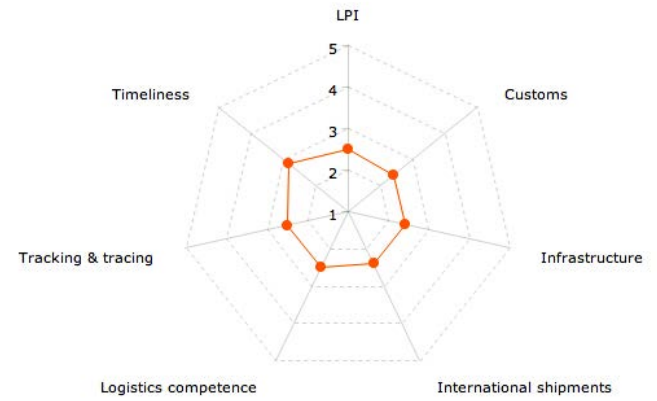 LPI
5
4
3
2
1
Timeliness
Customs
Tracking & tracing
Infrastructure
Logistics competence
International shipments